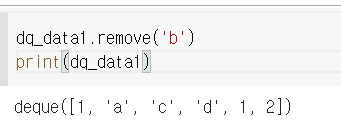 dq_data1.remove('b')
print(dq_data1)
deque([1, 'a', 'c', 'd', 1, 2])